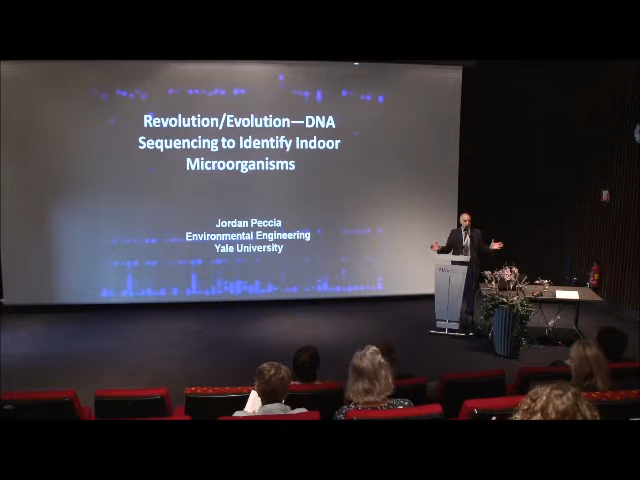 Revolution/Evolution—DNA
Sequencing to Identify Indoor
Microorganisms
Jordan Peccia
Environmental Engineering
Yale University